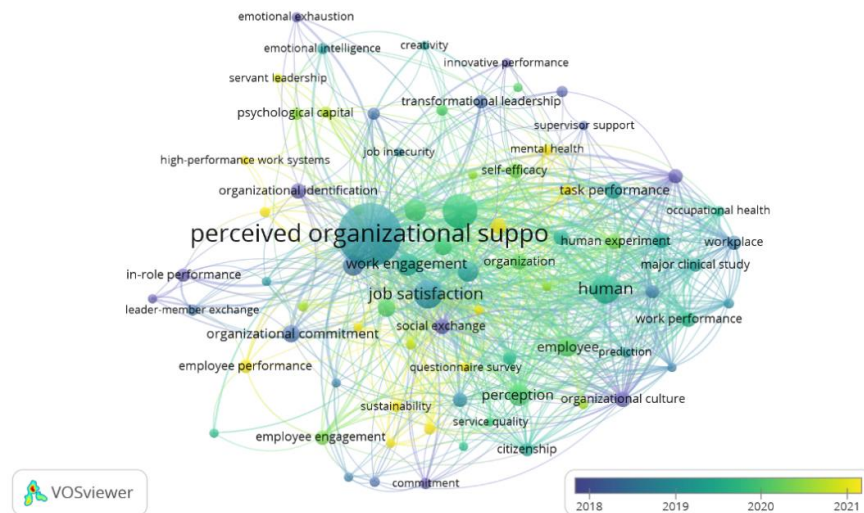 emotional exhaustion
emotional intelligence
creativity
innovative performance
servant leadership
transformational leadership
psychological capital
supervisor support
job insecurity
mental health
high-performance work systems
self-efficacy
organizational identification
task performance
occupational health
perceived organizational suppo
human experiment
workplace
work engagement
organization
major clinical study
in-role performance
job satisfaction
human
leader-member exchange
social exchange
work performance
organizational commitment
employee
prediction
employee performance
questionnaire survey
perception
organizational culture
sustainability
service quality
employee engagement
citizenship
commitment
VOSviewer
2018 2019 2020 2021